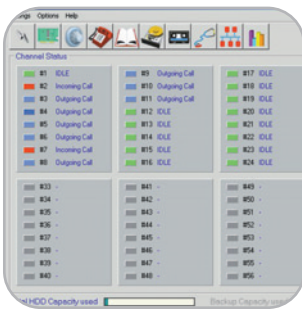 ngs Options Help
Channel Status
#1 IDLE
#2 Incoming Call
#3 Outgoing Call
#4 Outgoing Call
#5 Outgoing Call
#6 Outgoing Call
#7 Incoming Call
#8 Outgoing Call
#9 Outgoing Call
#10 Outgoing Call
#11 Outgoing Call
#12 IDLE
#13 IDLE
#14 IDLE
#15 IDLE
#16 IDLE
#17 IDLE
#18 IDLE
#19 IDLE
#20 IDLE
#21 IDLE
#22 IDLE
#23 IDLE
#24 IDLE
#33 -
#34 -
#35 -
#36 -
#37 -
#38 -
#39 -
#40 -
#41 -
#42 -
#43 -
#44 -
#45 -
#46 -
#47 -
#48 -
#49 -
#50 -
#51 -
#52 -
#53 -
#54 -
#55 -
#56 -
al HDD Capacity used
Backup Capacity used